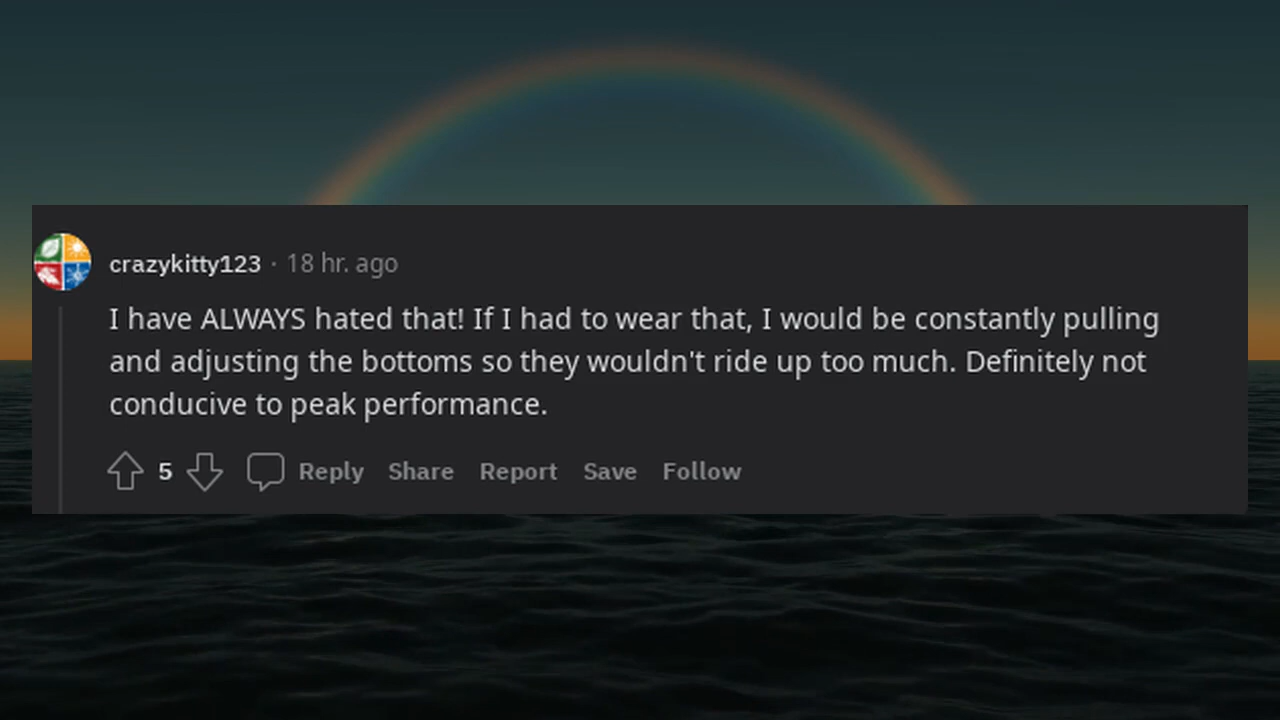 crazykitty123 · 18 hr. ago
I have ALWAYS hated that! If I had to wear that, I would be constantly pulling
and adjusting the bottoms so they wouldn't ride up too much. Definitely not
conducive to peak performance.
5 Reply Share Report Save Follow